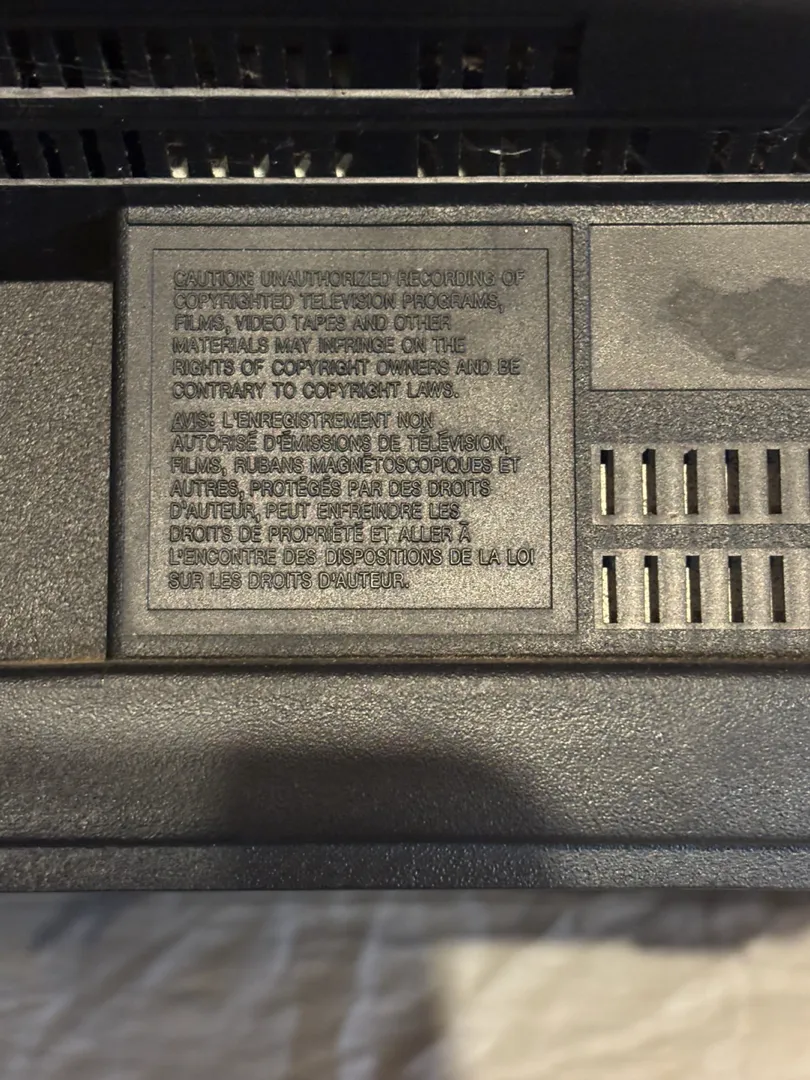 CAUTION: UNAUTHORIZED RECORDING OF
COPYRIGHTED TELEVISION PROGRAMS,
FILMS, VIDEO TAPES AND OTHER
MATERIALS MAY INFRINGE ON THE
RIGHTS OF COPYRIGHT OWNERS AND BE
CONTRARY TO COPYRIGHT LAWS.
AVIS: L'ENREGISTREMENT NON
AUTORISÉ D'ÉMISSIONS DE TÉLÉVISION,
FILMS, RUBANS MAGNÉTOSCOPIQUES ET
AUTRES, PROTÉGÉS PAR DES DROITS
D'AUTEUR, PEUT ENFREINDRE LES
DROITS DE PROPRIÉTÉ ET ALLER À
L'ENCONTRE DES DISPOSITIONS DE LA LOI
SUR LES DROITS D'AUTEUR.